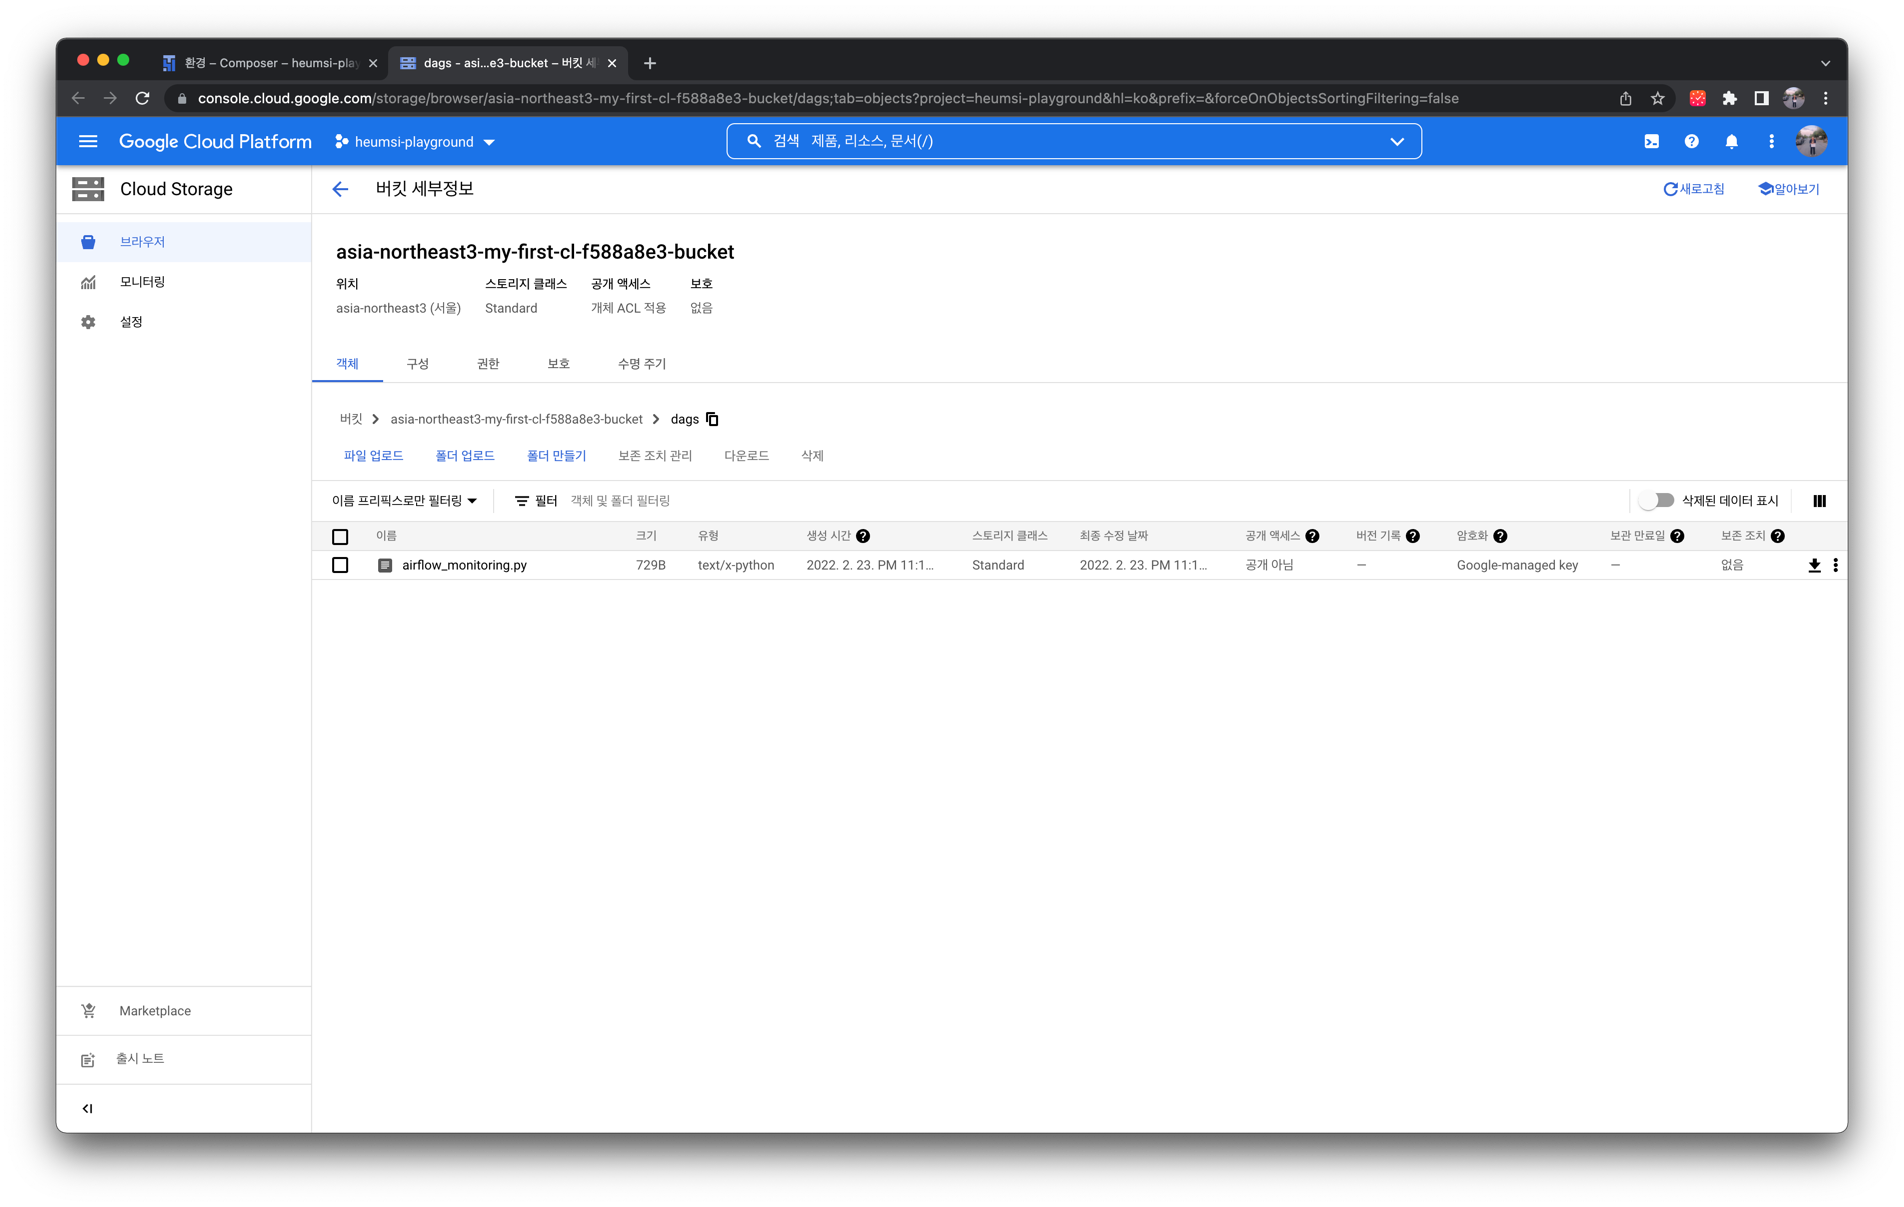 환경 – Composer – heumsi-play
dags - asi...e3-bucket – 버킷 세
console.cloud.google.com/storage/browser/asia-northeast3-my-first-cl-f588a8e3-bucket/dags;tab=objects?project=heumsi-playground&hl=ko&prefix=&forceOnObjectsSortingFiltering=false
Google Cloud Platform
heumsi-playground
검색 제품, 리소스, 문서(/)
Cloud Storage
버킷 세부정보
새로고침
알아보기
브라우저
모니터링
설정
asia-northeast3-my-first-cl-f588a8e3-bucket
위치 스토리지 클래스 공개 액세스 보호
asia-northeast3 (서울) Standard 개체 ACL 적용 없음
객체 구성 권한 보호 수명 주기
버킷 > asia-northeast3-my-first-cl-f588a8e3-bucket > dags
파일 업로드 폴더 업로드 폴더 만들기 보존 조치 관리 다운로드 삭제
이름 프리픽스로만 필터링 필터 객체 및 폴더 필터링 삭제된 데이터 표시
이름 크기 유형 생성 시간 스토리지 클래스 최종 수정 날짜 공개 액세스 버전 기록 암호화 보관 만료일 보존 조치
airflow_monitoring.py 729B text/x-python 2022. 2. 23. PM 11:1... Standard 2022. 2. 23. PM 11:1... 공개 아님 — Google-managed key — 없음
Marketplace
출시 노트